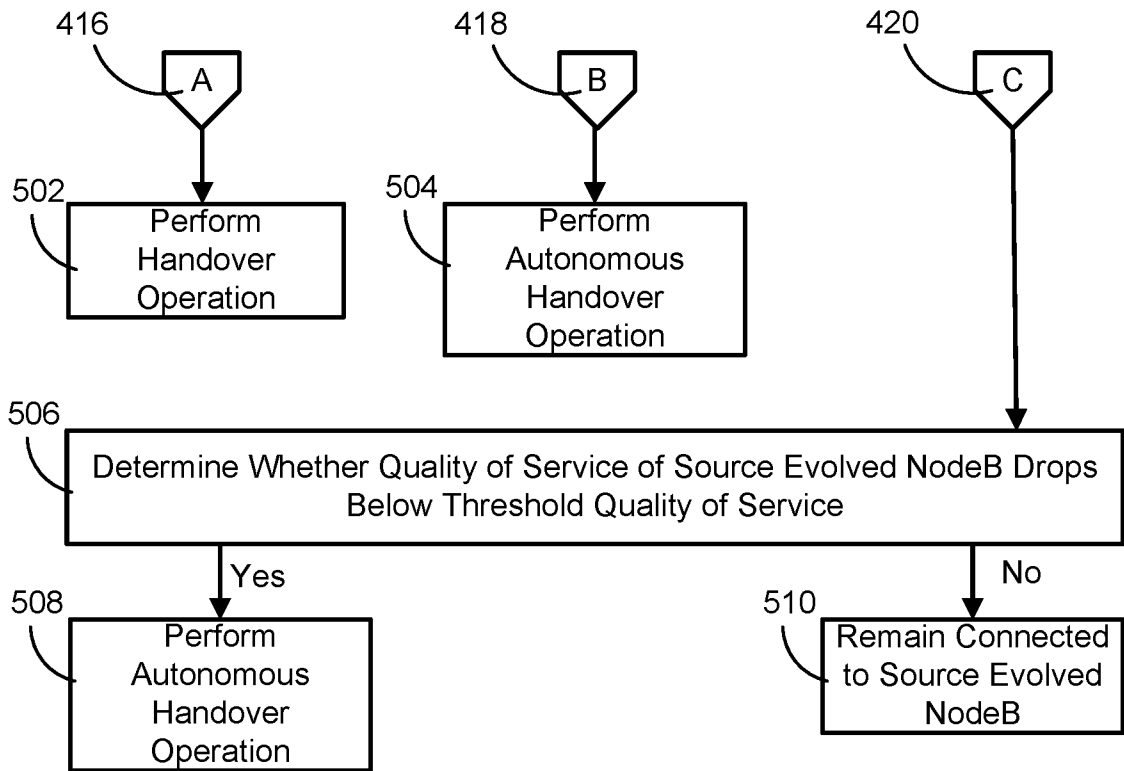 416
A
418
B
420
C
502
Perform
Handover
Operation
504
Perform
Autonomous
Handover
Operation
506
Determine Whether Quality of Service of Source Evolved NodeB Drops
Below Threshold Quality of Service
Yes
No
508
Perform
Autonomous
Handover
Operation
510
Remain Connected
to Source Evolved
NodeB